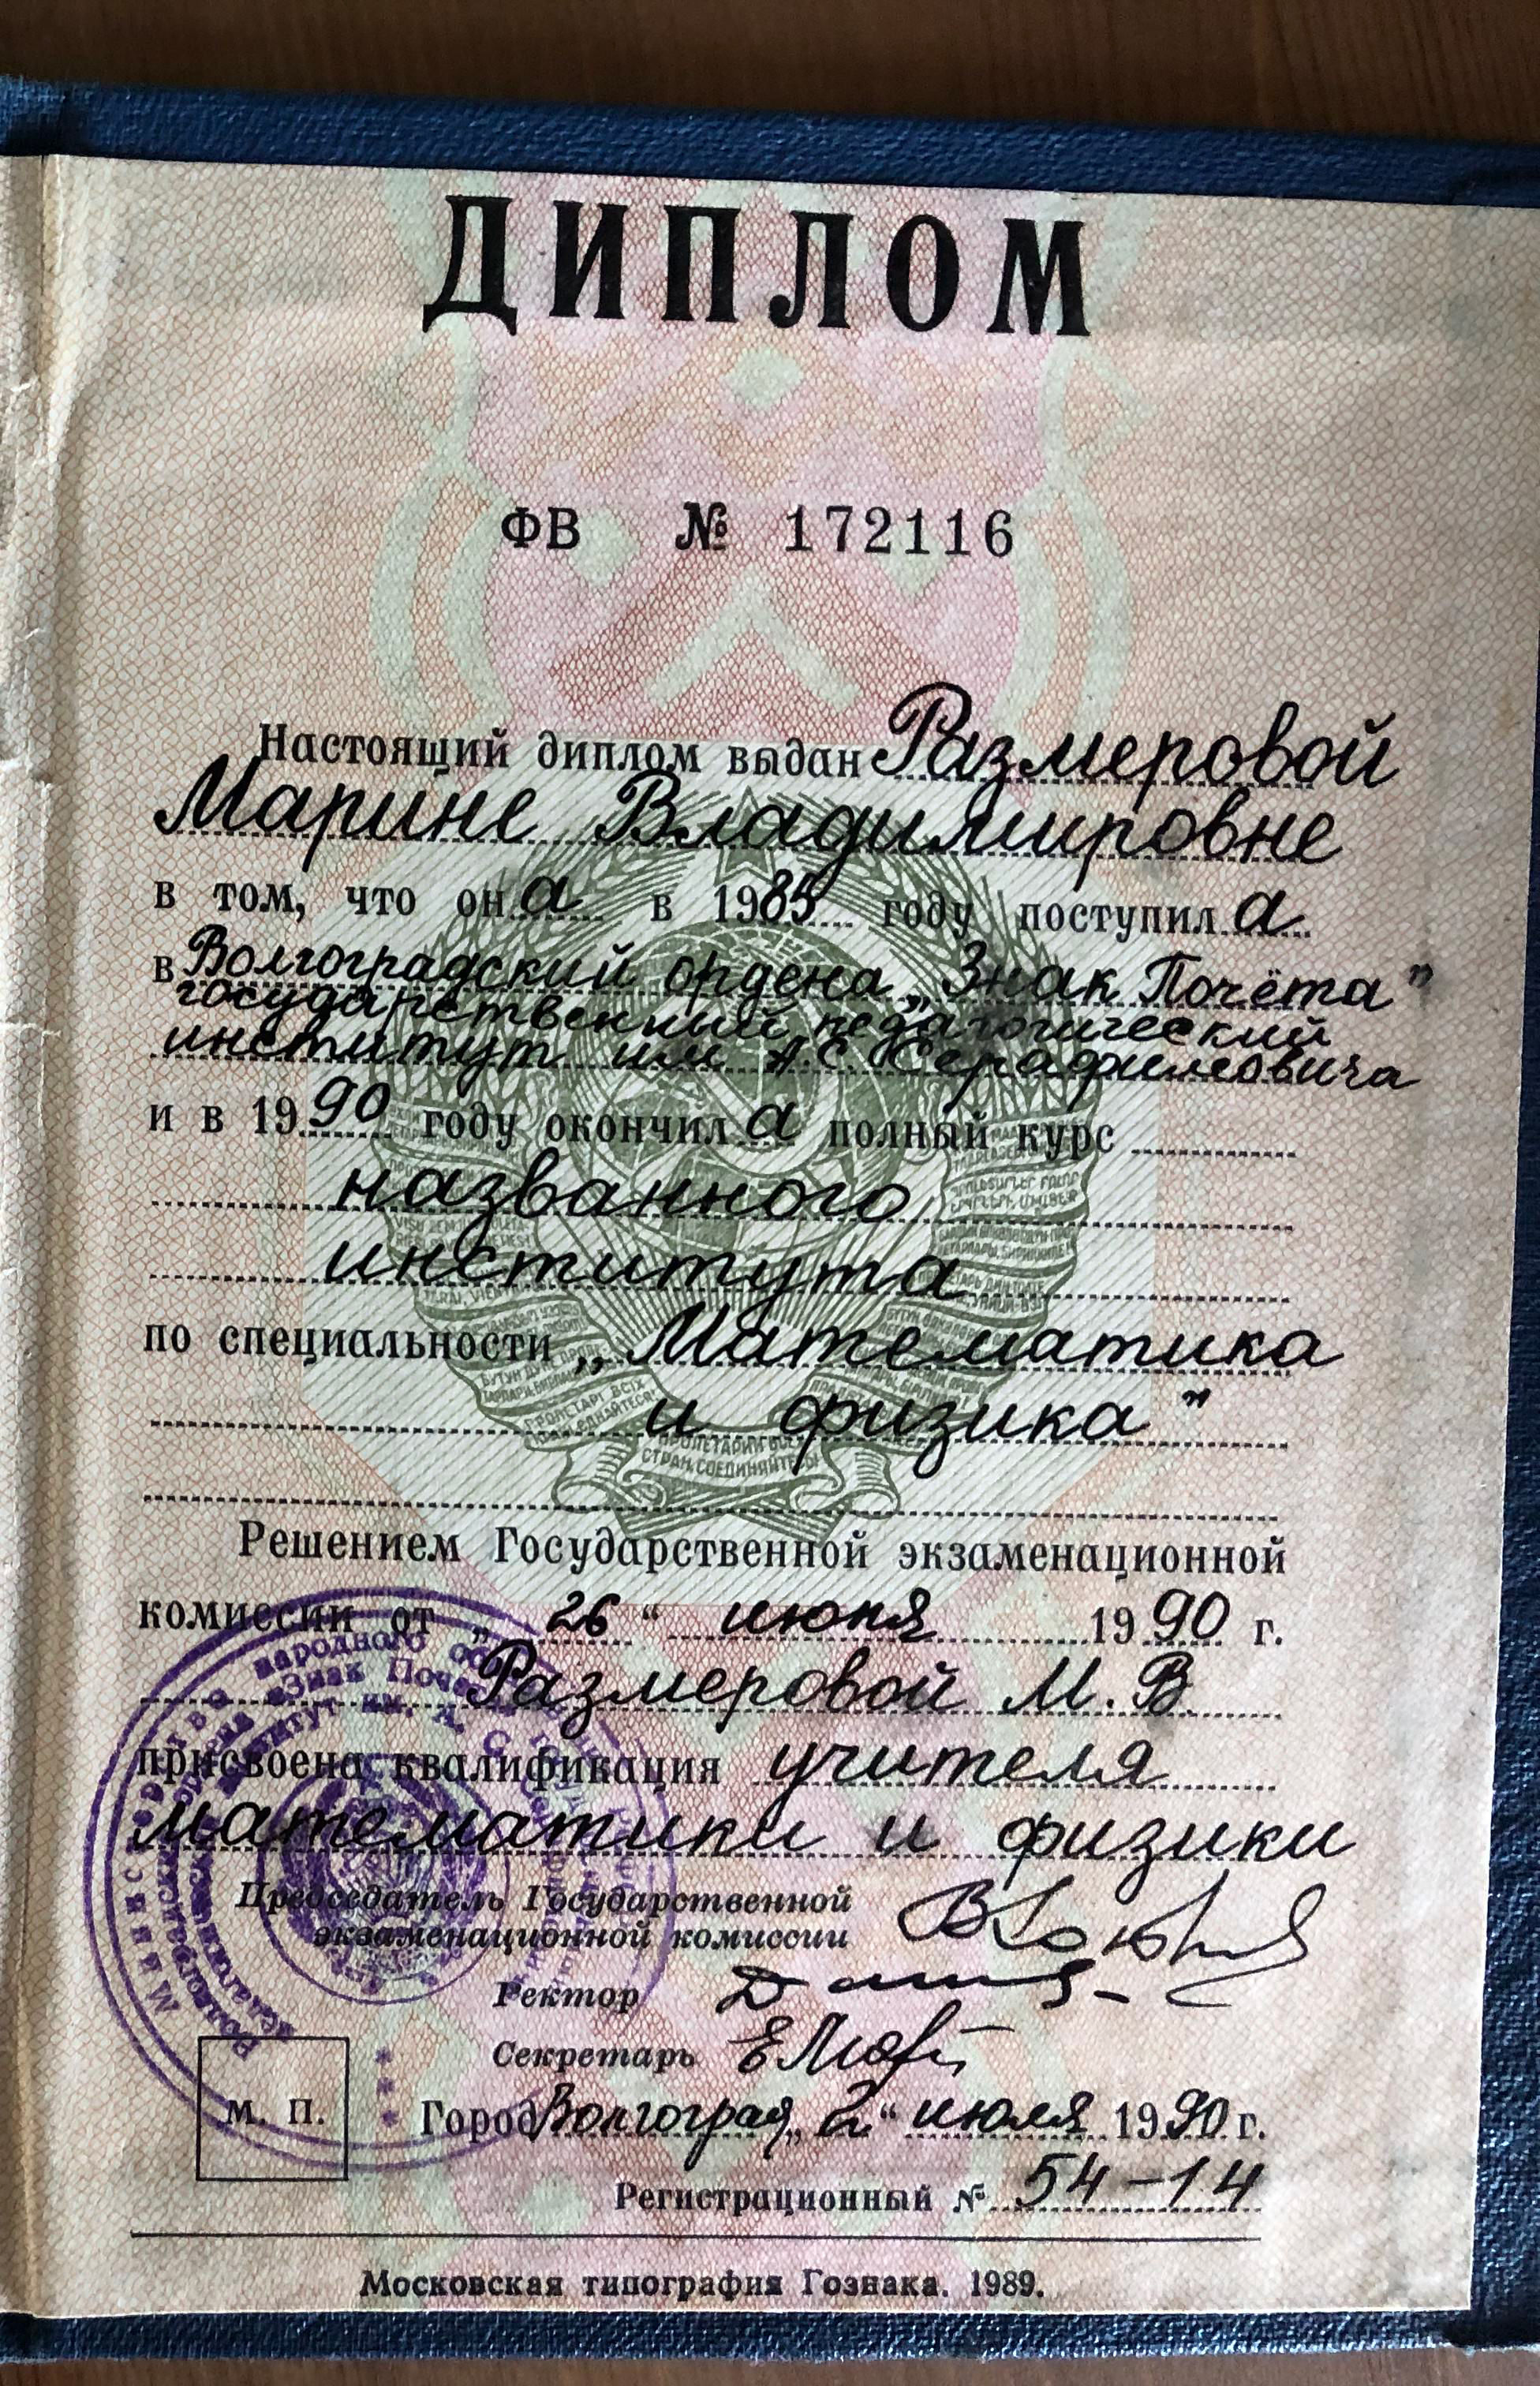 ДИПЛОМ
ФВ № 172116
Настоящий диплом выдан Размеровой
Марине Владимировне
в том, что она в 1985 году поступила
в Волгоградский ордена „Знак Почёта"
государственный педагогический
институт им А.С. Серафимовича
и в 1990 году окончила полный курс
названного
института
по специальности „Математика
и физика"
Решением Государственной экзаменационной
комиссии от „26" июня 1990 г.
Размеровой М.В.
присвоена квалификация учителя
математики и физики
Председатель Государственной
экзаменационной комиссии
Ректор
Секретарь
М. П.
Город Волгоград „2" июля 1990 г.
Регистрационный № 54-14
Московская типография Гознака. 1989.